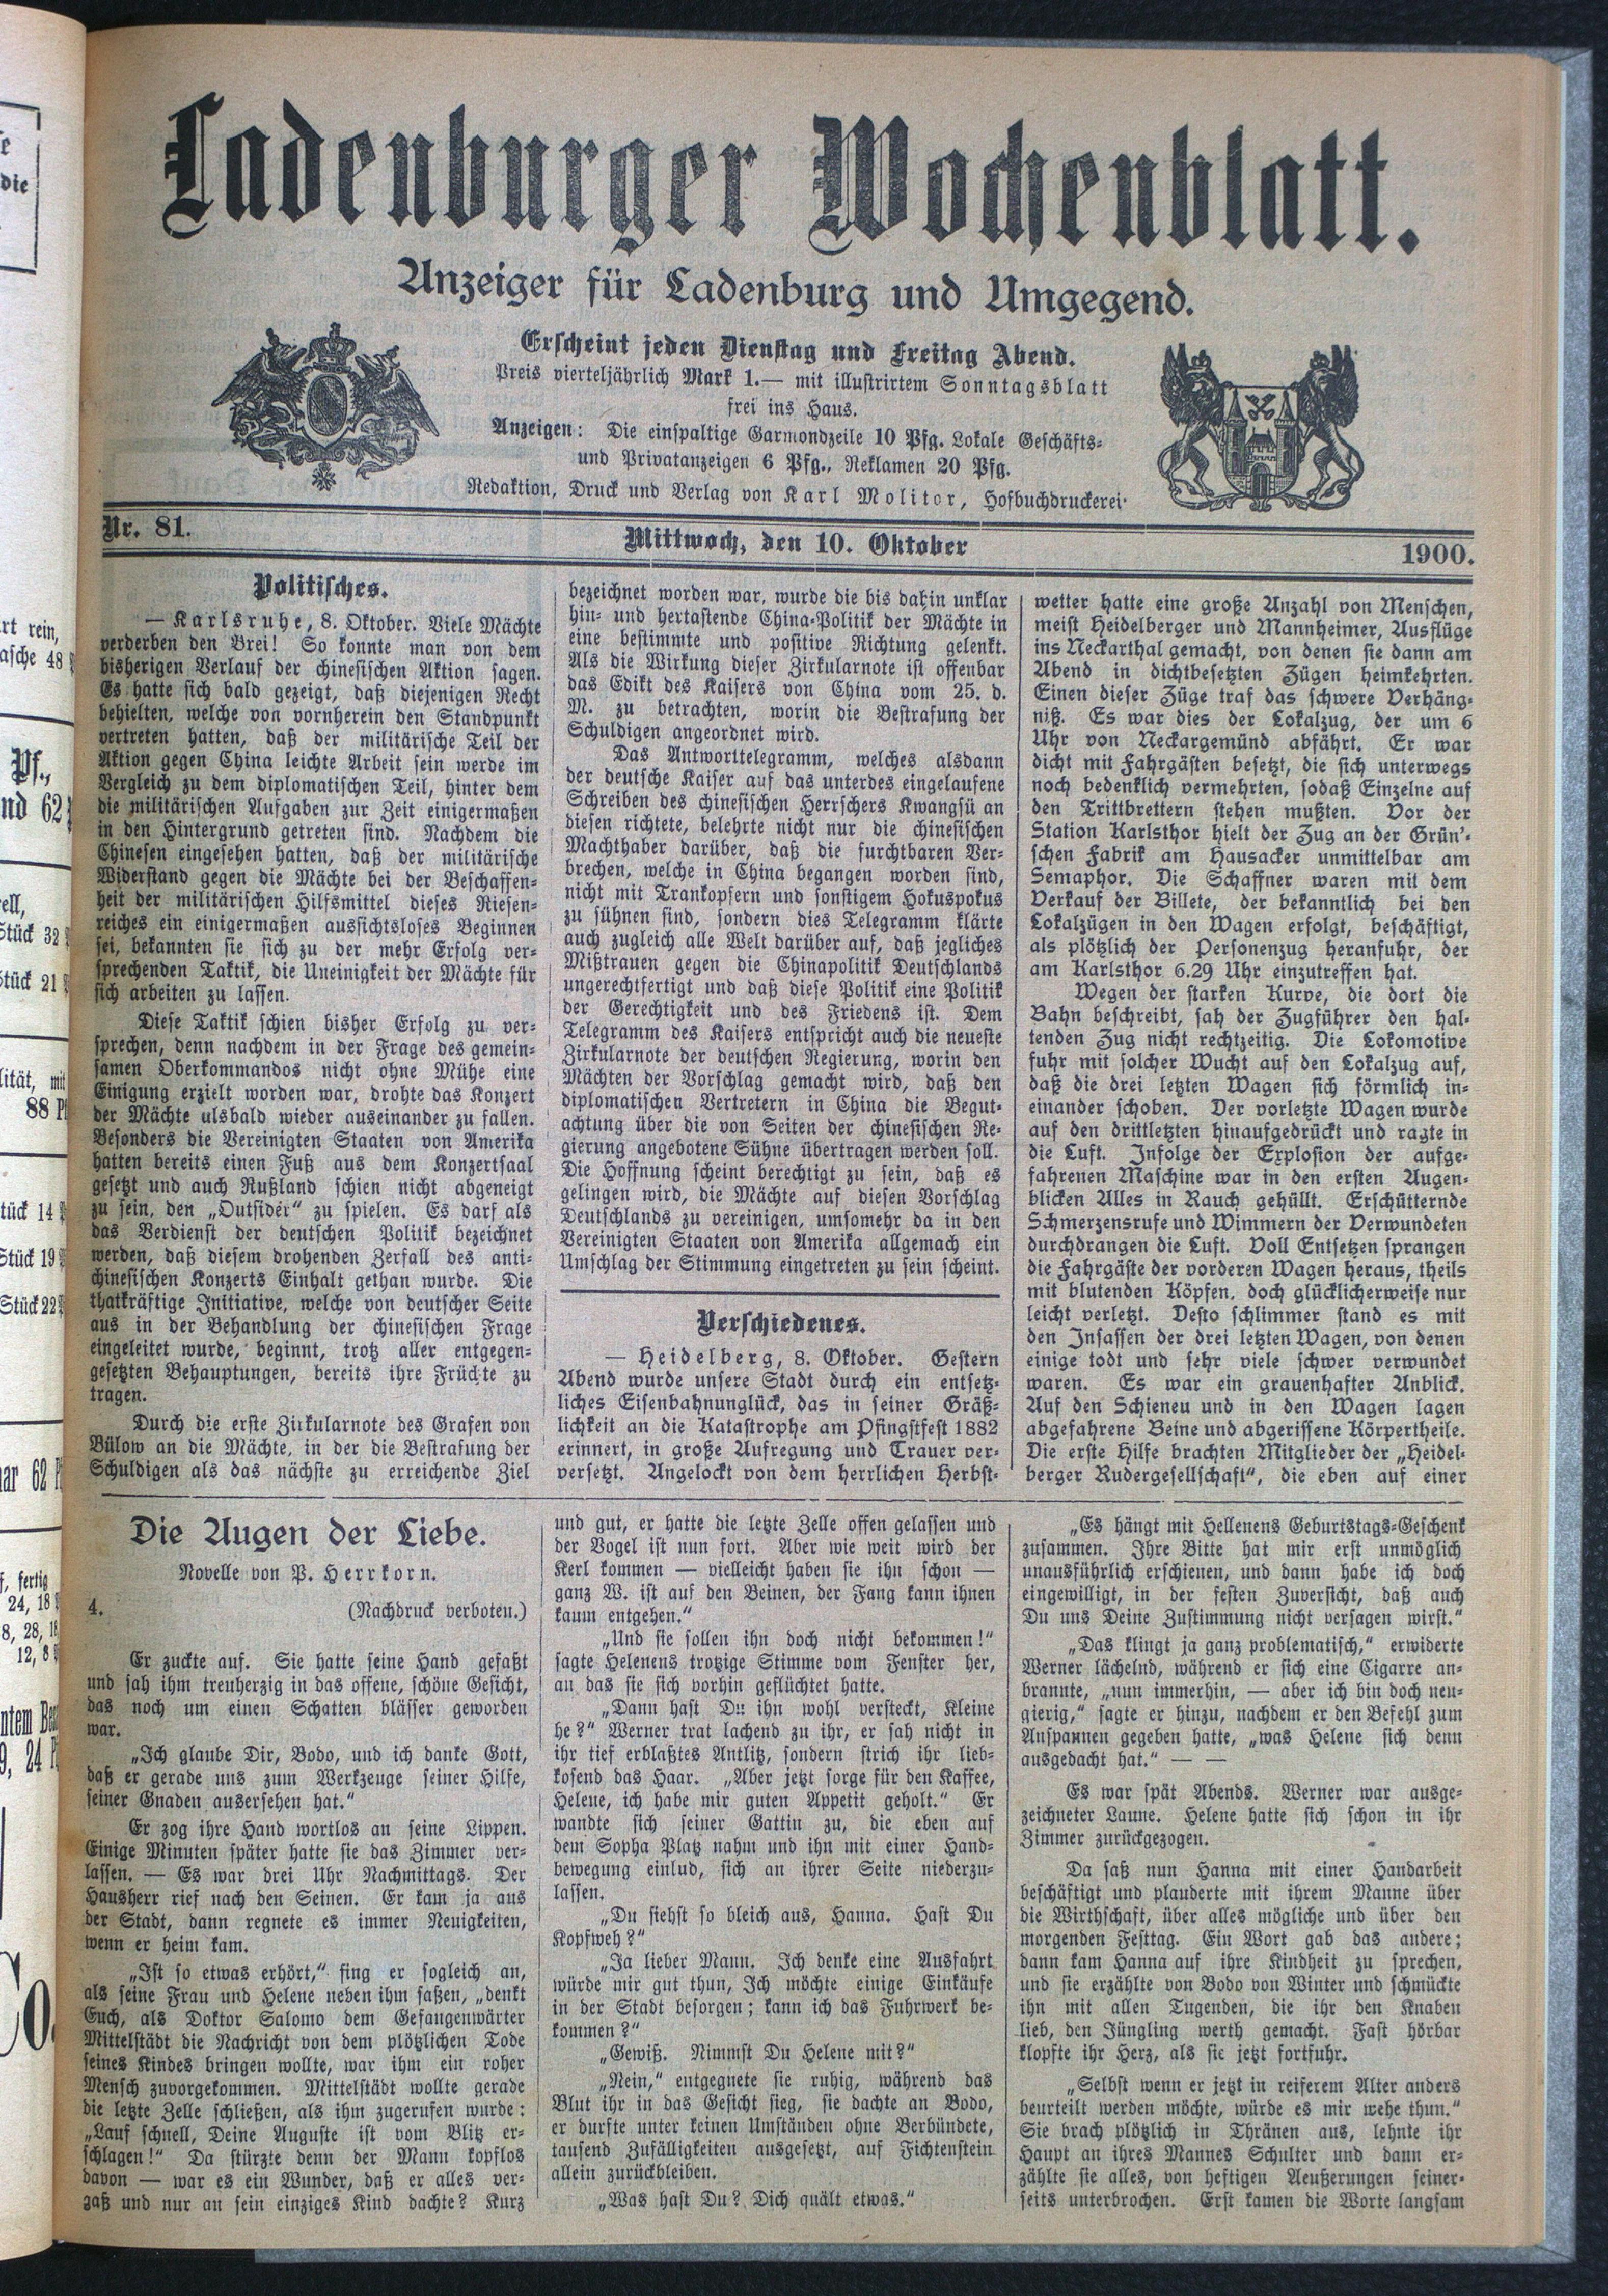 Ladenburger Wochenblatt.
Anzeiger für Ladenburg und Umgegend.
Erscheint jeden Dienstag und Freitag Abend.
Preis vierteljährlich Mark 1.— mit illustrirtem Sonntagsblatt
frei ins Haus.
Anzeigen: Die einspaltige Garmondzeile 10 Pfg. Lokale Geschäfts-
und Privatanzeigen 6 Pfg., Reklamen 20 Pfg.
Redaktion, Druck und Verlag von Karl Molitor, Hofbuchdruckerei.
Nr. 81.
Mittwoch, den 10. Oktober
1900.
Politisches.
— Karlsruhe, 8. Oktober. Viele Mächte
verderben den Brei! So konnte man von dem
bisherigen Verlauf der chinesischen Aktion sagen.
Es hatte sich bald gezeigt, daß diejenigen Recht
behielten, welche von vornherein den Standpunkt
vertreten hatten, daß der militärische Teil der
Aktion gegen China leichte Arbeit sein werde im
Vergleich zu dem diplomatischen Teil, hinter dem
die militärischen Aufgaben zur Zeit einigermaßen
in den Hintergrund getreten sind. Nachdem die
Chinesen eingesehen hatten, daß der militärische
Widerstand gegen die Mächte bei der Beschaffen-
heit der militärischen Hilfsmittel dieses Riesen-
reiches ein einigermaßen aussichtsloses Beginnen
sei, bekannten sie sich zu der mehr Erfolg ver-
sprechenden Taktik, die Uneinigkeit der Mächte für
sich arbeiten zu lassen.
Diese Taktik schien bisher Erfolg zu ver-
sprechen, denn nachdem in der Frage des gemein-
samen Oberkommandos nicht ohne Mühe eine
Einigung erzielt worden war, drohte das Konzert
der Mächte ulsbald wieder auseinander zu fallen.
Besonders die Vereinigten Staaten von Amerika
hatten bereits einen Fuß aus dem Konzertsaal
gesetzt und auch Rußland schien nicht abgeneigt
zu sein, den „Outsider“ zu spielen. Es darf als
das Verdienst der deutschen Politik bezeichnet
werden, daß diesem drohenden Zerfall des anti-
chinesischen Konzerts Einhalt gethan wurde. Die
thatkräftige Initiative, welche von deutscher Seite
aus in der Behandlung der chinesischen Frage
eingeleitet wurde, beginnt, trotz aller entgegen-
gesetzten Behauptungen, bereits ihre Früchte zu
tragen.
Durch die erste Zirkularnote des Grafen von
Bülow an die Mächte, in der die Bestrafung der
Schuldigen als das nächste zu erreichende Ziel
bezeichnet worden war, wurde die bis dahin unklar
hin- und hertastende China-Politik der Mächte in
eine bestimmte und positive Richtung gelenkt.
Als die Wirkung dieser Zirkularnote ist offenbar
das Edikt des Kaisers von China vom 25. d.
M. zu betrachten, worin die Bestrafung der
Schuldigen angeordnet wird.
Das Antworttelegramm, welches alsdann
der deutsche Kaiser auf das unterdes eingelaufene
Schreiben des chinesischen Herrschers Kwangsü an
diesen richtete, belehrte nicht nur die chinesischen
Machthaber darüber, daß die furchtbaren Ver-
brechen, welche in China begangen worden sind,
nicht mit Trankopfern und sonstigem Hokuspokus
zu sühnen sind, sondern dies Telegramm klärte
auch zugleich alle Welt darüber auf, daß jegliches
Mißtrauen gegen die Chinapolitik Deutschlands
ungerechtfertigt und daß diese Politik eine Politik
der Gerechtigkeit und des Friedens ist. Dem
Telegramm des Kaisers entspricht auch die neueste
Zirkularnote der deutschen Regierung, worin den
Mächten der Vorschlag gemacht wird, daß den
diplomatischen Vertretern in China die Begut-
achtung über die von Seiten der chinesischen Re-
gierung angebotene Sühne übertragen werden soll.
Die Hoffnung scheint berechtigt zu sein, daß es
gelingen wird, die Mächte auf diesen Vorschlag
Deutschlands zu vereinigen, umsomehr da in den
Vereinigten Staaten von Amerika allgemach ein
Umschlag der Stimmung eingetreten zu sein scheint.
Verschiedenes.
— Heidelberg, 8. Oktober. Gestern
Abend wurde unsere Stadt durch ein entsetz-
liches Eisenbahnunglück, das in seiner Gräß-
lichkeit an die Katastrophe am Pfingstfest 1882
erinnert, in große Aufregung und Trauer ver-
versetzt. Angelockt von dem herrlichen Herbst-
wetter hatte eine große Anzahl von Menschen,
meist Heidelberger und Mannheimer, Ausflüge
ins Neckarthal gemacht, von denen sie dann am
Abend in dichtbesetzten Zügen heimkehrten.
Einen dieser Züge traf das schwere Verhäng-
niß. Es war dies der Lokalzug, der um 6
Uhr von Neckargemünd abfährt. Er war
dicht mit Fahrgästen besetzt, die sich unterwegs
noch bedenklich vermehrten, sodaß Einzelne auf
den Trittbrettern stehen mußten. Vor der
Station Karlsthor hielt der Zug an der Grün'-
schen Fabrik am Hausacker unmittelbar am
Semaphor. Die Schaffner waren mit dem
Verkauf der Billete, der bekanntlich bei den
Lokalzügen in den Wagen erfolgt, beschäftigt,
als plötzlich der Personenzug heranfuhr, der
am Karlsthor 6.29 Uhr einzutreffen hat.
Wegen der starken Kurve, die dort die
Bahn beschreibt, sah der Zugführer den hal-
tenden Zug nicht rechtzeitig. Die Lokomotive
fuhr mit solcher Wucht auf den Lokalzug auf,
daß die drei letzten Wagen sich förmlich in-
einander schoben. Der vorletzte Wagen wurde
auf den drittletzten hinaufgedrückt und ragte in
die Luft. Infolge der Explosion der aufge-
fahrenen Maschine war in den ersten Augen-
blicken Alles in Rauch gehüllt. Erschütternde
Schmerzensrufe und Wimmern der Verwundeten
durchdrangen die Luft. Voll Entsetzen sprangen
die Fahrgäste der vorderen Wagen heraus, theils
mit blutenden Köpfen, doch glücklicherweise nur
leicht verletzt. Desto schlimmer stand es mit
den Insassen der drei letzten Wagen, von denen
einige todt und sehr viele schwer verwundet
waren. Es war ein grauenhafter Anblick.
Auf den Schieneu und in den Wagen lagen
abgefahrene Beine und abgerissene Körpertheile.
Die erste Hilfe brachten Mitglieder der „Heidel-
berger Rudergesellschaft“, die eben auf einer
Die Augen der Liebe.
Novelle von P. Herrkorn.
4.
(Nachdruck verboten.)
Er zuckte auf. Sie hatte seine Hand gefaßt
und sah ihm treuherzig in das offene, schöne Gesicht,
das noch um einen Schatten blässer geworden
war.
„Ich glaube Dir, Bodo, und ich danke Gott,
daß er gerade uns zum Werkzeuge seiner Hilfe,
seiner Gnaden ausersehen hat.“
Er zog ihre Hand wortlos an seine Lippen.
Einige Minuten später hatte sie das Zimmer ver-
lassen. — Es war drei Uhr Nachmittags. Der
Hausherr rief nach den Seinen. Er kam ja aus
der Stadt, dann regnete es immer Neuigkeiten,
wenn er heim kam.
„Ist so etwas erhört,“ fing er sogleich an,
als seine Frau und Helene neben ihm saßen, „denkt
Euch, als Doktor Salomo dem Gefangenwärter
Mittelstädt die Nachricht von dem plötzlichen Tode
seines Kindes bringen wollte, war ihm ein roher
Mensch zuvorgekommen. Mittelstädt wollte gerade
die letzte Zelle schließen, als ihm zugerufen wurde:
„Lauf schnell, Deine Auguste ist vom Blitz er-
schlagen!“ Da stürzte denn der Mann kopflos
davon — war es ein Wunder, daß er alles ver-
gaß und nur an sein einziges Kind dachte? Kurz
und gut, er hatte die letzte Zelle offen gelassen und
der Vogel ist nun fort. Aber wie weit wird der
Kerl kommen — vielleicht haben sie ihn schon —
ganz W. ist auf den Beinen, der Fang kann ihnen
kaum entgehen.“
„Und sie sollen ihn doch nicht bekommen!“
sagte Helenens trotzige Stimme vom Fenster her,
an das sie sich vorhin geflüchtet hatte.
„Dann hast Du ihn wohl versteckt, Kleine
he?“ Werner trat lachend zu ihr, er sah nicht in
ihr tief erblaßtes Antlitz, sondern strich ihr lieb-
kosend das Haar. „Aber jetzt sorge für den Kaffee,
Helene, ich habe mir guten Appetit geholt.“ Er
wandte sich seiner Gattin zu, die eben auf
dem Sopha Platz nahm und ihn mit einer Hand-
bewegung einlud, sich an ihrer Seite niederzu-
lassen.
„Du siehst so bleich aus, Hanna. Hast Du
Kopfweh?“
„Ja lieber Mann. Ich denke eine Ausfahrt
würde mir gut thun, Ich möchte einige Einkäufe
in der Stadt besorgen; kann ich das Fuhrwerk be-
kommen?“
„Gewiß. Nimmst Du Helene mit?“
„Nein,“ entgegnete sie ruhig, während das
Blut ihr in das Gesicht sieg, sie dachte an Bodo,
er durfte unter keinen Umständen ohne Verbündete,
tausend Zufälligkeiten ausgesetzt, auf Fichtenstein
allein zurückbleiben.
„Was hast Du? Dich quält etwas.“
„Es hängt mit Hellenens Geburtstags-Geschenk
zusammen. Ihre Bitte hat mir erst unmöglich
unausführlich erschienen, und dann habe ich doch
eingewilligt, in der festen Zuversicht, daß auch
Du uns Deine Zustimmung nicht versagen wirst.“
„Das klingt ja ganz problematisch,“ erwiderte
Werner lächelnd, während er sich eine Cigarre an-
brannte, „nun immerhin, — aber ich bin doch neu-
gierig,“ sagte er hinzu, nachdem er den Befehl zum
Anspannen gegeben hatte, „was Helene sich denn
ausgedacht hat.“ — —
Es war spät Abends. Werner war ausge-
zeichneter Laune. Helene hatte sich schon in ihr
Zimmer zurückgezogen.
Da saß nun Hanna mit einer Handarbeit
beschäftigt und plauderte mit ihrem Manne über
die Wirthschaft, über alles mögliche und über den
morgenden Festtag. Ein Wort gab das andere;
dann kam Hanna auf ihre Kindheit zu sprechen,
und sie erzählte von Bodo von Winter und schmückte
ihn mit allen Tugenden, die ihr den Knaben
lieb, den Jüngling werth gemacht. Fast hörbar
klopfte ihr Herz, als sie jetzt fortfuhr.
„Selbst wenn er jetzt in reiferem Alter anders
beurteilt werden möchte, würde es mir wehe thun.“
Sie brach plötzlich in Thränen aus, lehnte ihr
Haupt an ihres Mannes Schulter und dann er-
zählte sie alles, von heftigen Aeußerungen seiner-
seits unterbrochen. Erst kamen die Worte langsam